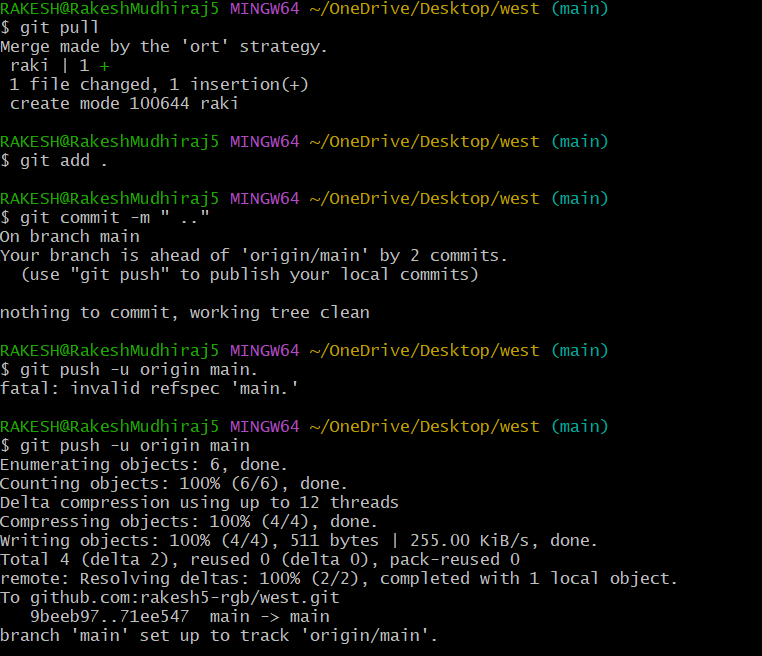 RAKESH@RakeshMudhiraj5 MINGW64 ~/OneDrive/Desktop/west (main)
$ git pull
Merge made by the 'ort' strategy.
 raki | 1 +
 1 file changed, 1 insertion(+)
 create mode 100644 raki

RAKESH@RakeshMudhiraj5 MINGW64 ~/OneDrive/Desktop/west (main)
$ git add .

RAKESH@RakeshMudhiraj5 MINGW64 ~/OneDrive/Desktop/west (main)
$ git commit -m " .."
On branch main
Your branch is ahead of 'origin/main' by 2 commits.
  (use "git push" to publish your local commits)

nothing to commit, working tree clean

RAKESH@RakeshMudhiraj5 MINGW64 ~/OneDrive/Desktop/west (main)
$ git push -u origin main.
fatal: invalid refspec 'main.'

RAKESH@RakeshMudhiraj5 MINGW64 ~/OneDrive/Desktop/west (main)
$ git push -u origin main
Enumerating objects: 6, done.
Counting objects: 100% (6/6), done.
Delta compression using up to 12 threads
Compressing objects: 100% (4/4), done.
Writing objects: 100% (4/4), 511 bytes | 255.00 KiB/s, done.
Total 4 (delta 2), reused 0 (delta 0), pack-reused 0
remote: Resolving deltas: 100% (2/2), completed with 1 local object.
To github.com:rakesh5-rgb/west.git
   9beeb97..71ee547  main -> main
branch 'main' set up to track 'origin/main'.